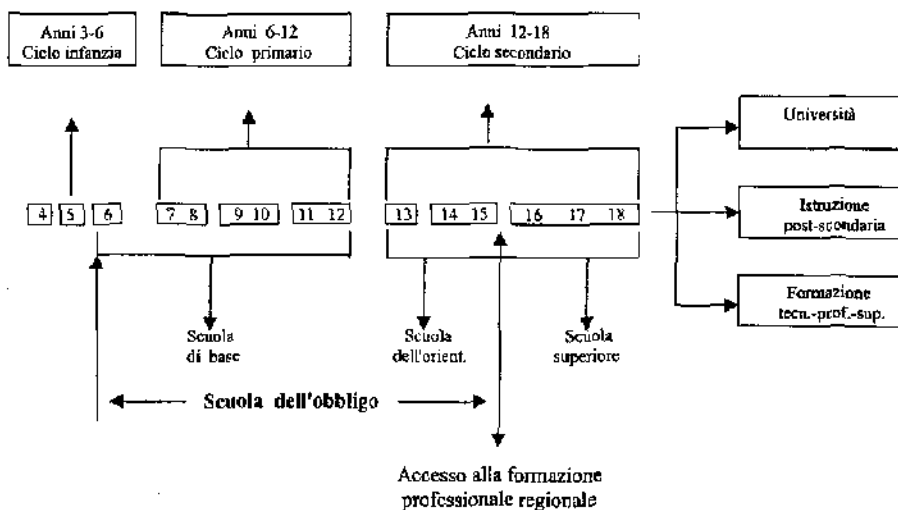 Anni 3-6
Ciclo infanzia
Anni 6-12
Ciclo primario
Anni 12-18
Ciclo secondario
Università
4 5 6 7 8 9 10 11 12 13 14 15 16 17 18
Istruzione
post-scondaria
Formazione
tecn.-prof.-sup.
Scuola
di base
Scuola
dell'orient.
Scuola
superiore
Scuola dell'obbligo
Accesso alla formazione
professionale regionale